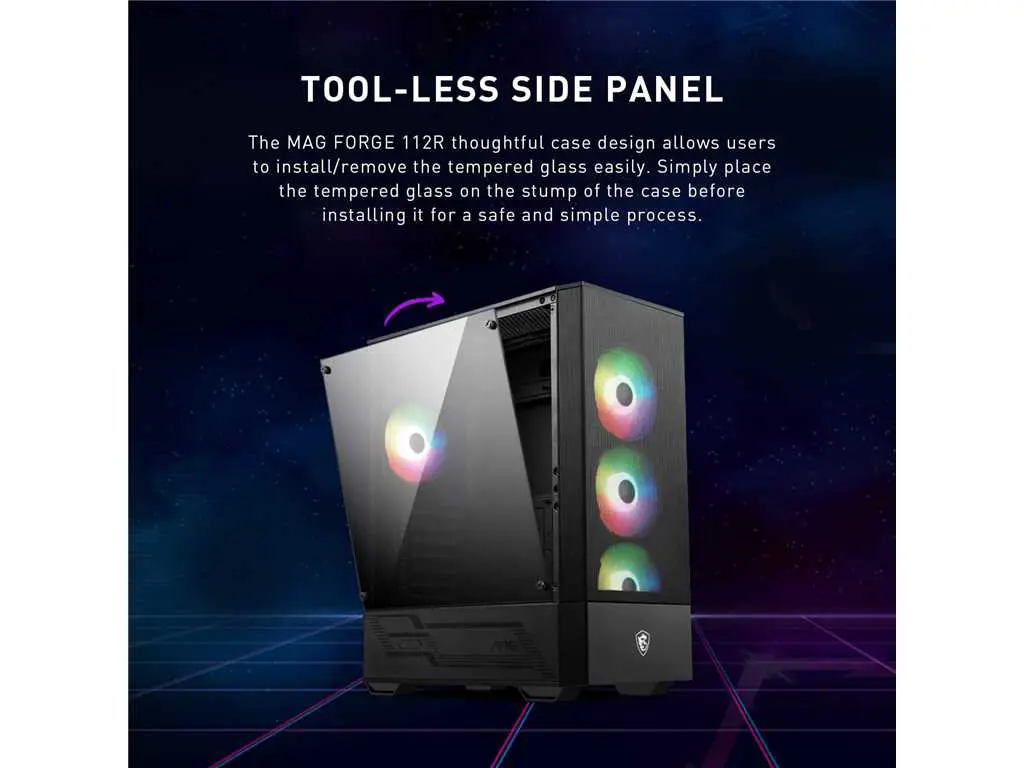 TOOL-LESS SIDE PANEL
The MAG FORGE 112R thoughtful case design allows users
to install/remove the tempered glass easily. Simply place
the tempered glass on the stump of the case before
installing it for a safe and simple process.